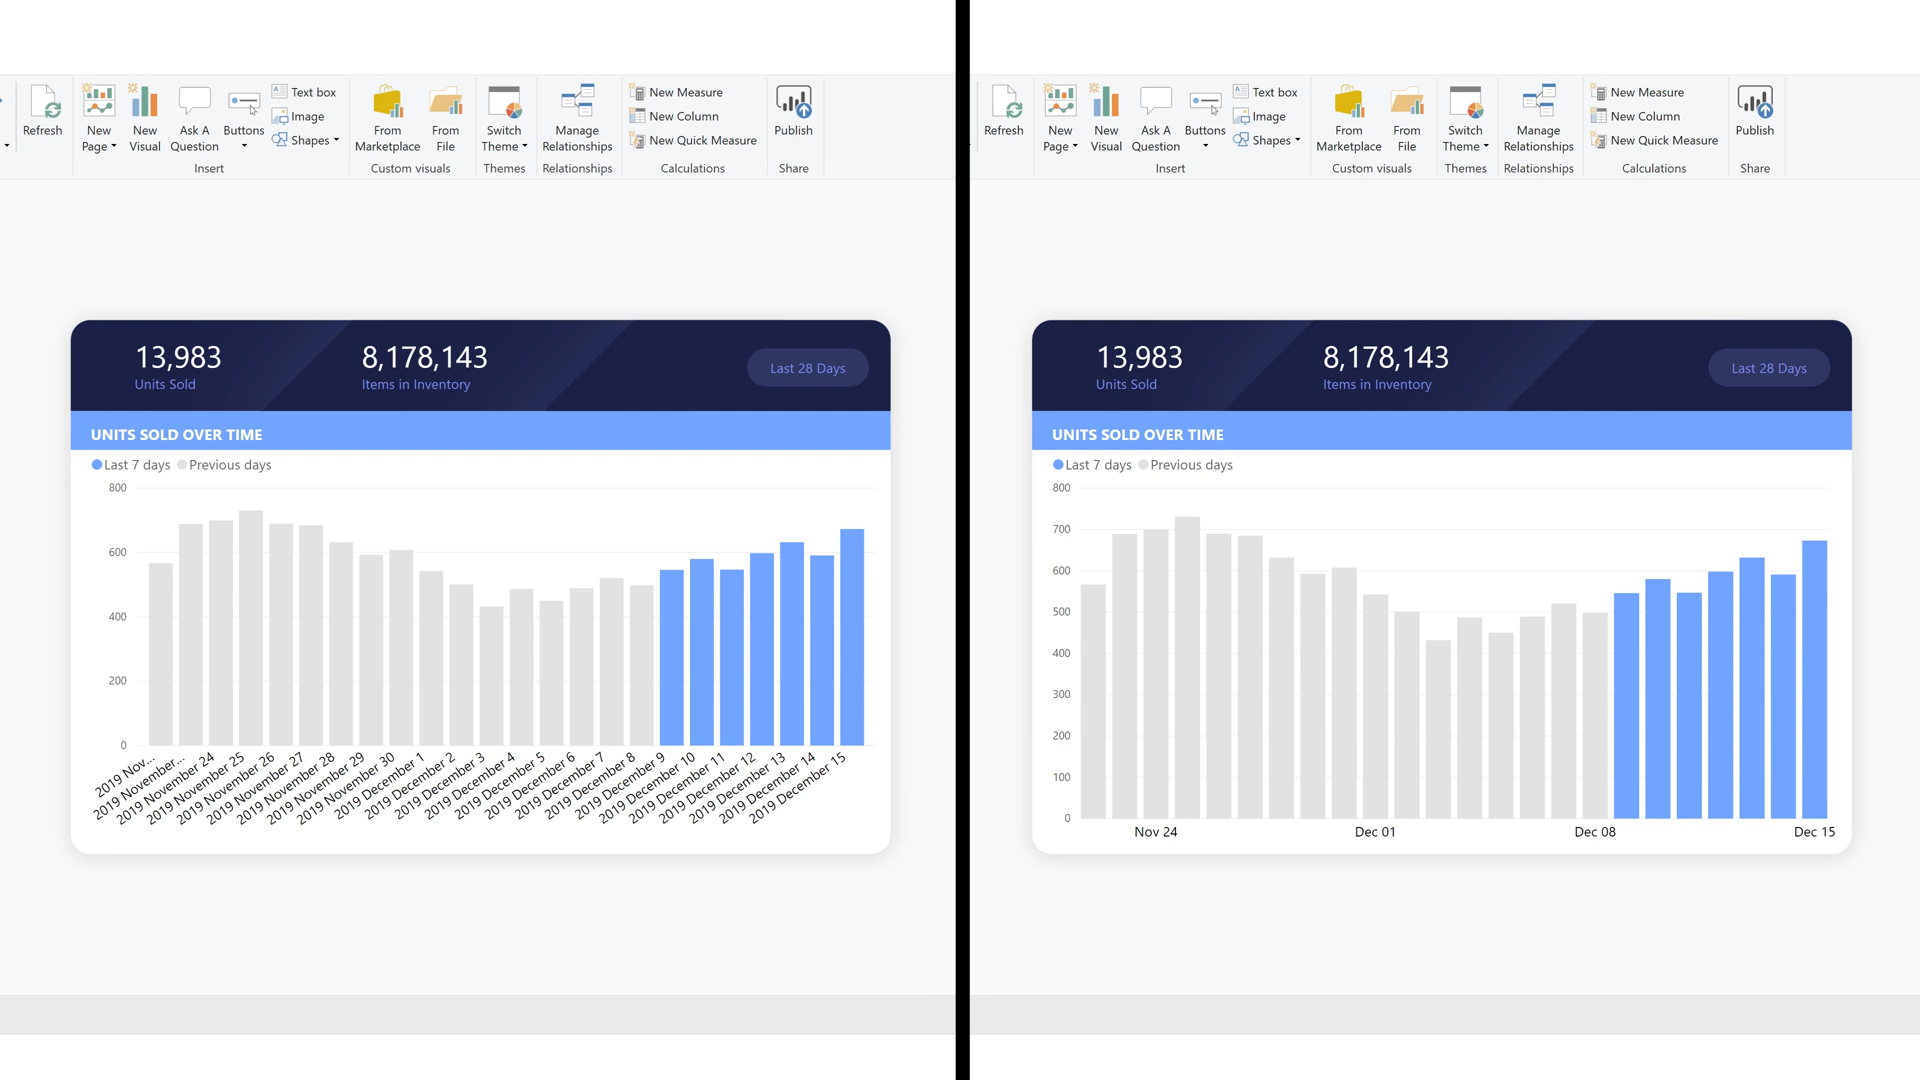 Refresh
New Page
New Visual
Ask A Question
Buttons
Text box
Image
Shapes
Insert
From Marketplace
From File
Custom visuals
Switch Theme
Themes
Manage Relationships
Relationships
New Measure
New Column
New Quick Measure
Calculations
Publish
Share
13,983
Units Sold
8,178,143
Items in Inventory
Last 28 Days
UNITS SOLD OVER TIME
Last 7 days Previous days
800
600
400
200
0
2019 Nov...
2019 November...
2019 November 24
2019 November 25
2019 November 26
2019 November 27
2019 November 28
2019 November 29
2019 November 30
2019 December 1
2019 December 2
2019 December 3
2019 December 4
2019 December 5
2019 December 6
2019 December 7
2019 December 8
2019 December 9
2019 December 10
2019 December 11
2019 December 12
2019 December 13
2019 December 14
2019 December 15
Refresh
New Page
New Visual
Ask A Question
Buttons
Text box
Image
Shapes
Insert
From Marketplace
From File
Custom visuals
Switch Theme
Themes
Manage Relationships
Relationships
New Measure
New Column
New Quick Measure
Calculations
Publish
Share
13,983
Units Sold
8,178,143
Items in Inventory
Last 28 Days
UNITS SOLD OVER TIME
Last 7 days Previous days
800
700
600
500
400
300
200
100
0
Nov 24 Dec 01 Dec 08 Dec 15